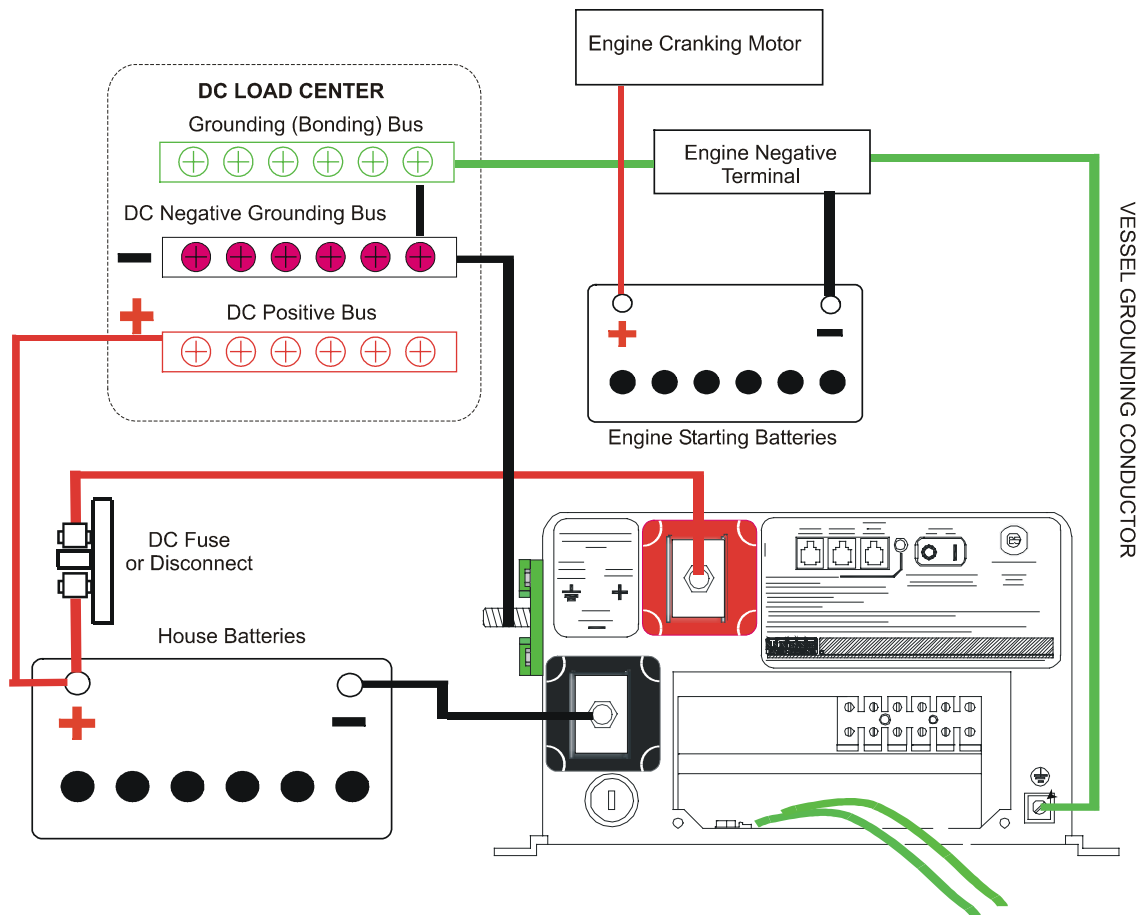 Engine Cranking Motor
DC LOAD CENTER
Grounding (Bonding) Bus
Engine Negative
Terminal
DC Negative Grounding Bus
DC Positive Bus
VESSEL GROUNDING CONDUCTOR
Engine Starting Batteries
DC Fuse
or Disconnect
House Batteries